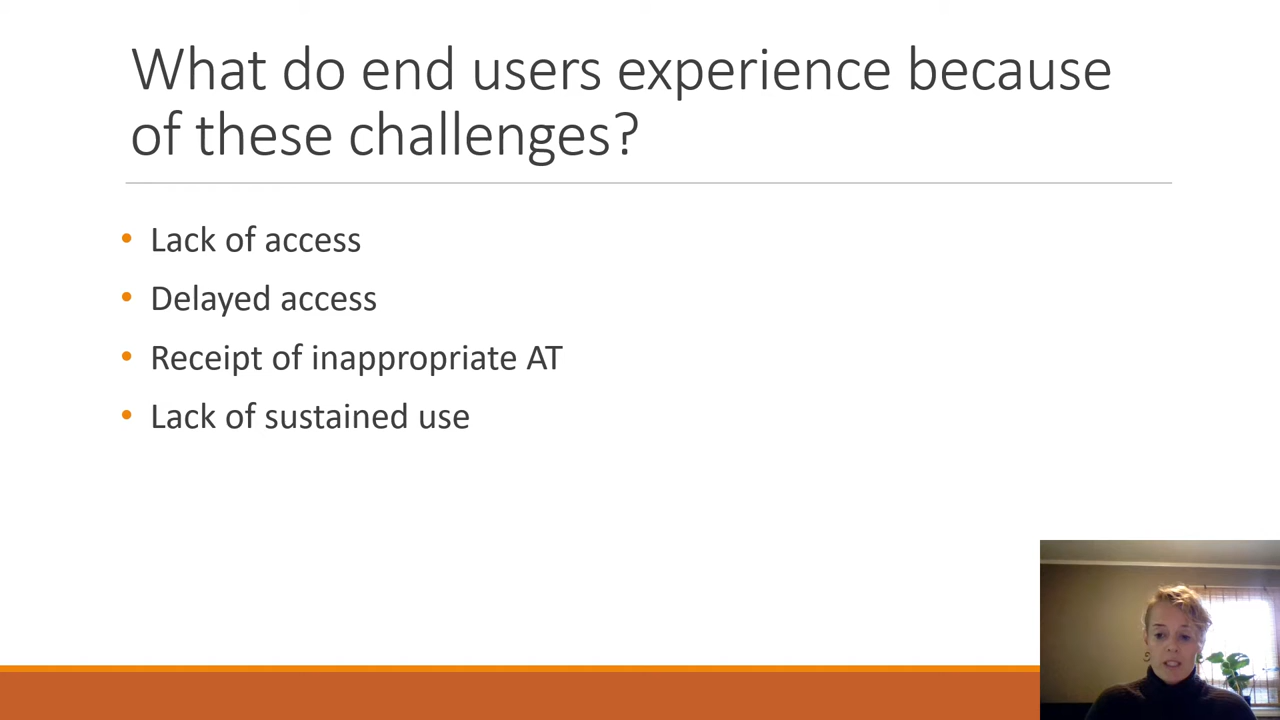 What do end users experience because
of these challenges?
• Lack of access
• Delayed access
• Receipt of inappropriate AT
• Lack of sustained use